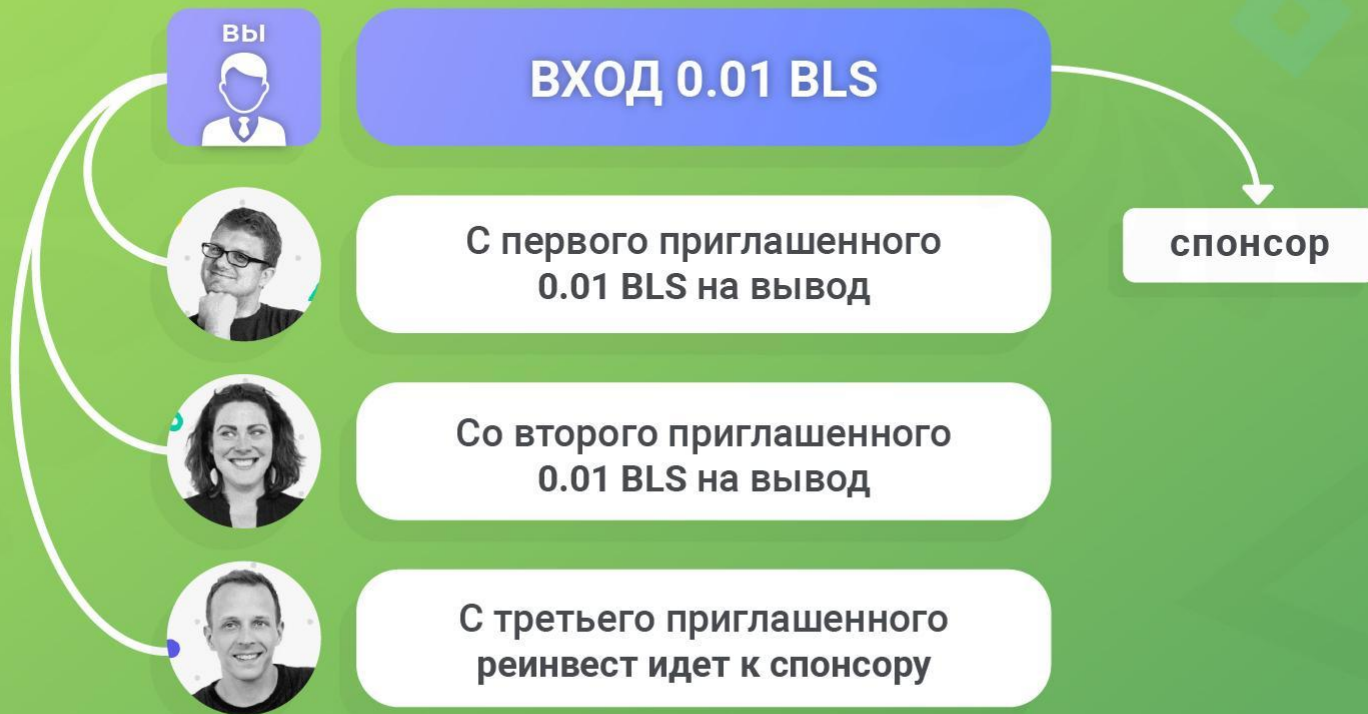 ВЫ
ВХОД 0.01 BLS
С первого приглашенного
0.01 BLS на вывод
спонсор
Со второго приглашенного
0.01 BLS на вывод
С третьего приглашенного
реинвест идет к спонсору